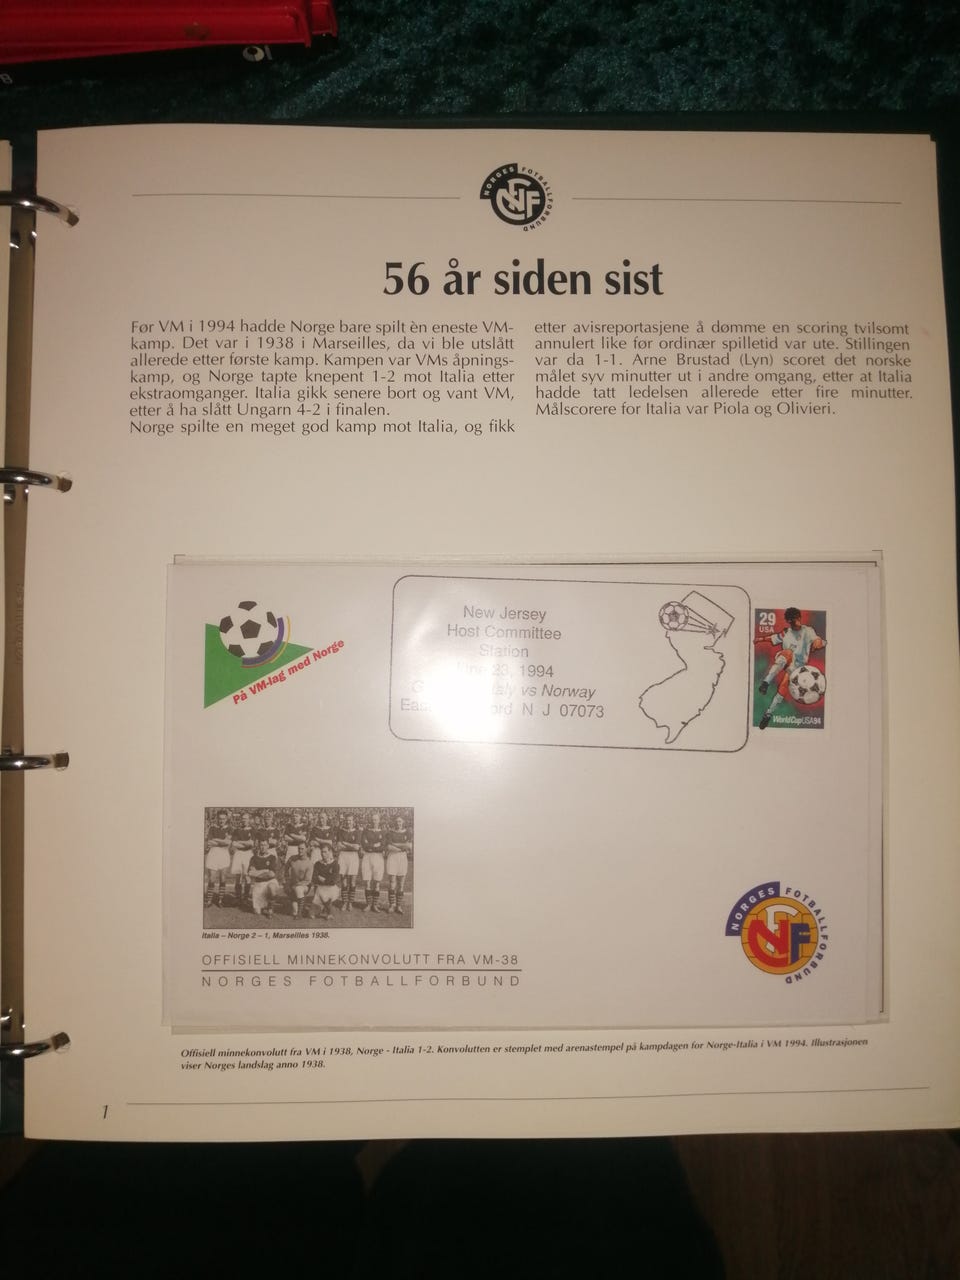 NORGES FOTBALLFORBUND
NFF
56 år siden sist
Før VM i 1994 hadde Norge bare spilt èn eneste VM-
kamp. Det var i 1938 i Marseilles, da vi ble utslått
allerede etter første kamp. Kampen var VMs åpnings-
kamp, og Norge tapte knepent 1-2 mot Italia etter
ekstraomganger. Italia gikk senere bort og vant VM,
etter å ha slått Ungarn 4-2 i finalen.
Norge spilte en meget god kamp mot Italia, og fikk
etter avisreportasjene å dømme en scoring tvilsomt
annulert like før ordinær spilletid var ute. Stillingen
var da 1-1. Arne Brustad (Lyn) scoret det norske
målet syv minutter ut i andre omgang, etter at Italia
hadde tatt ledelsen allerede etter fire minutter.
Målscorere for Italia var Piola og Olivieri.
På VM-lag med Norge
New Jersey
Host Committee
Station
23, 1994
vs Norway
N J 07073
29
USA
WorldCupUSA94
Italia – Norge 2 – 1, Marseilles 1938.
OFFISIELL MINNEKONVOLUTT FRA VM-38
NORGES FOTBALLFORBUND
NORGES FOTBALLFORBUND
NFF
Offisiell minnekonvolutt fra VM i 1938, Norge - Italia 1-2. Konvolutten er stemplet med arenastempel på kampdagen for Norge-Italia i VM 1994. Illustrasjonen
viser Norges landslag anno 1938.
1